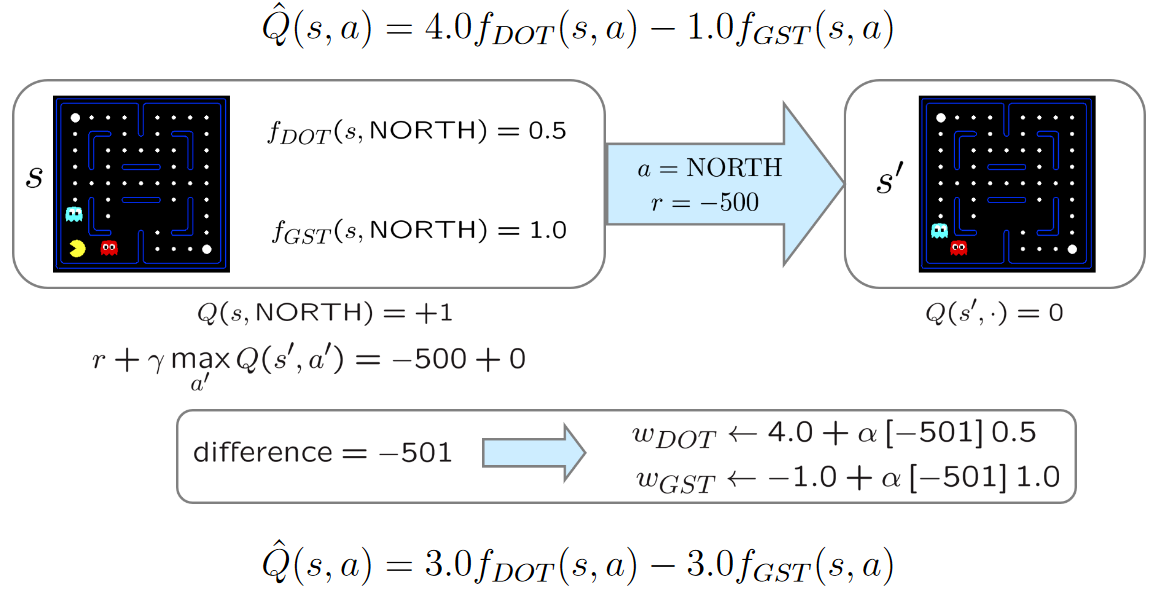 Q̂(s, a) = 4.0f_DOT(s, a) − 1.0f_GST(s, a)
s
f_DOT(s, NORTH) = 0.5
f_GST(s, NORTH) = 1.0
a = NORTH
r = −500
s′
Q(s, NORTH) = +1
Q(s′, ·) = 0
r + γ max_{a′} Q(s′, a′) = −500 + 0
difference = −501
w_DOT ← 4.0 + α [−501] 0.5
w_GST ← −1.0 + α [−501] 1.0
Q̂(s, a) = 3.0f_DOT(s, a) − 3.0f_GST(s, a)